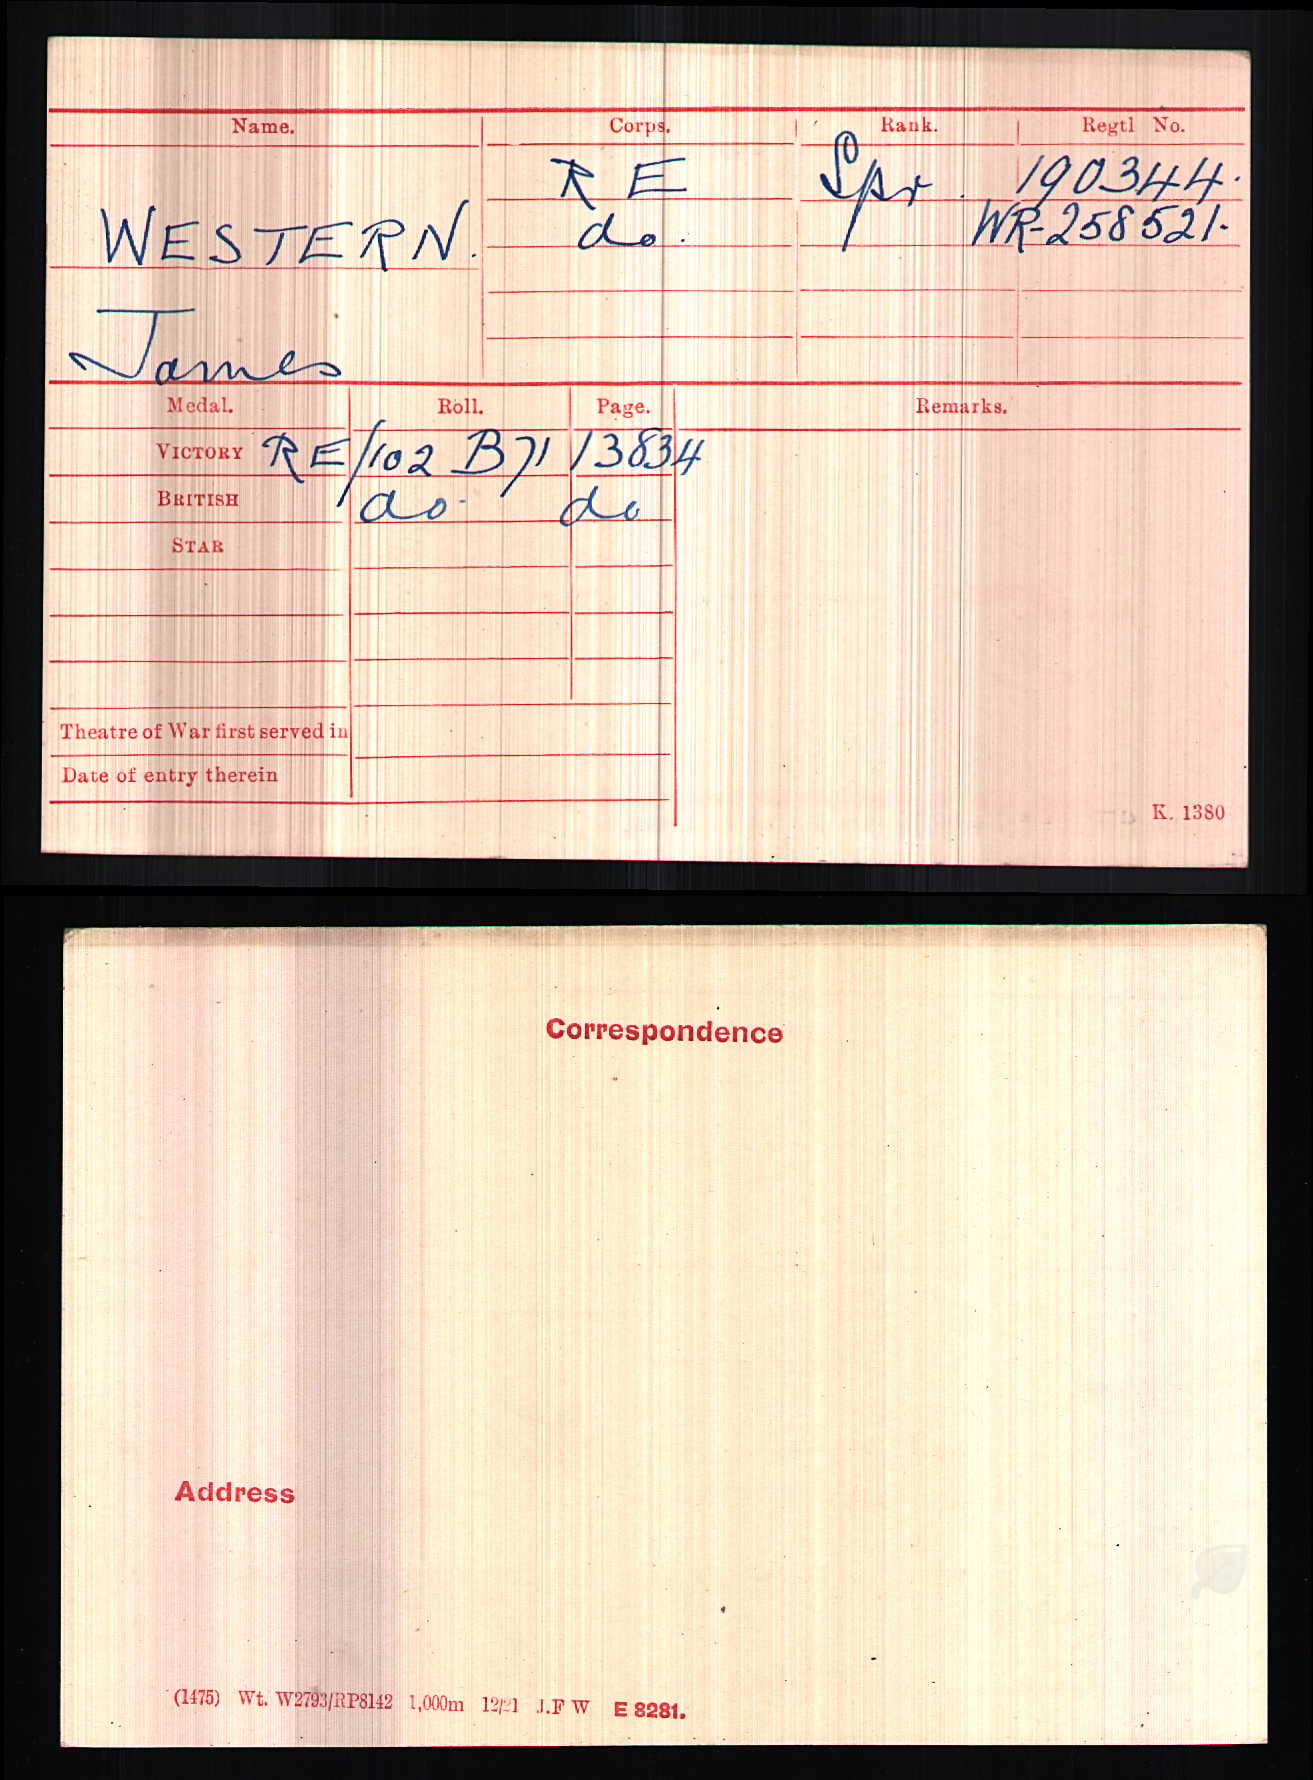 Name. Corps. Rank. Regtl No.
R E Spr. 190344.
WESTERN. do. WR-258521.
James
Medal. Roll. Page. Remarks.
VICTORY RE/102 B71 13834
BRITISH do. do
STAR
Theatre of War first served in
Date of entry therein
K. 1380
Correspondence
Address
(1475) Wt. W2793/RP8142 1,000m 12/21 J.F W E 8281.